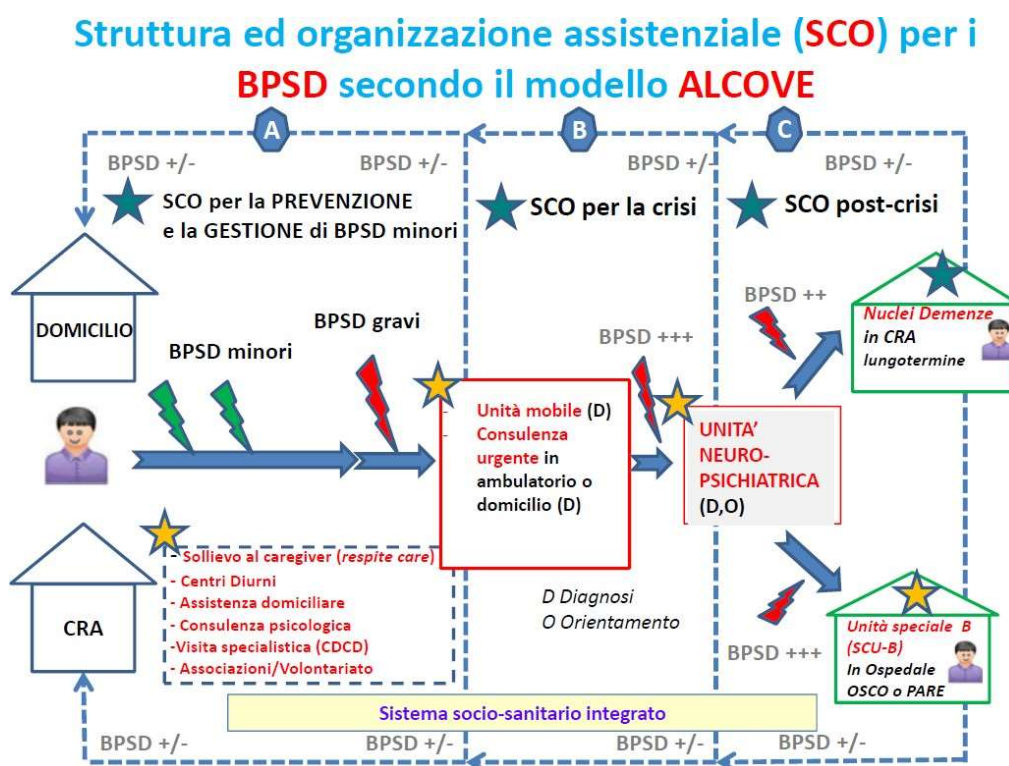 Struttura ed organizzazione assistenziale (SCO) per i
BPSD secondo il modello ALCOVE
A
B
C
BPSD +/-
BPSD +/-
BPSD +/-
BPSD +/-
SCO per la PREVENZIONE
e la GESTIONE di BPSD minori
SCO per la crisi
SCO post-crisi
DOMICILIO
BPSD minori
BPSD gravi
BPSD +++
BPSD ++
Nuclei Demenze
in CRA
lungotermine
- Unità mobile (D)
- Consulenza
urgente in
ambulatorio o
domicilio (D)
UNITA’
NEURO-
PSICHIATRICA
(D,O)
CRA
- Sollievo al caregiver (respite care)
- Centri Diurni
- Assistenza domiciliare
- Consulenza psicologica
-Visita specialistica (CDCD)
- Associazioni/Volontariato
D Diagnosi
O Orientamento
BPSD +++
Unità speciale B
(SCU-B)
In Ospedale
OSCO o PARE
Sistema socio-sanitario integrato
BPSD +/-
BPSD +/-
BPSD +/-
BPSD +/-